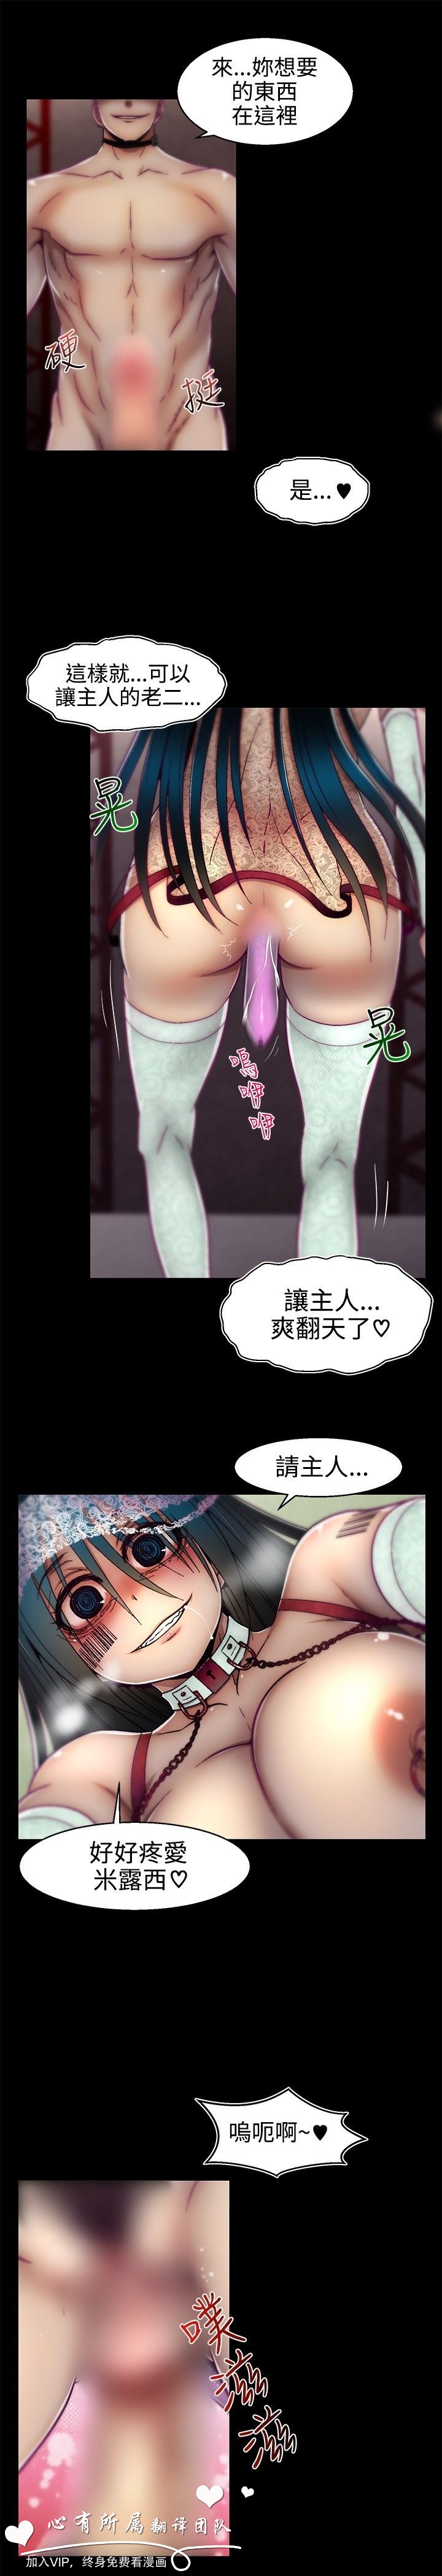 來...妳想要
的東西
在這裡
硬
挺
是...♥
這樣就...可以
讓主人的老二...
晃
晃
嗚
呷
呷
讓主人...
爽翻天了♡
請主人...
好好疼愛
米露西♡
嗚呃啊~♥
噗
滋
滋
心有所属翻译团队
加入VIP，终身免费看漫画